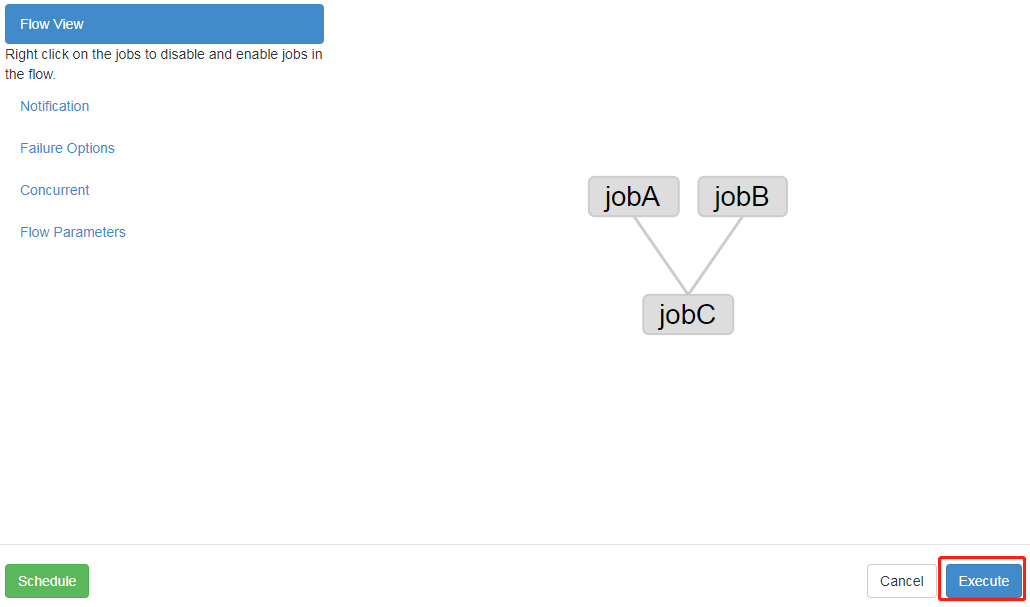 Flow View
Right click on the jobs to disable and enable jobs in
the flow.
Notification
Failure Options
Concurrent
Flow Parameters
jobA jobB
jobC
Schedule Cancel Execute